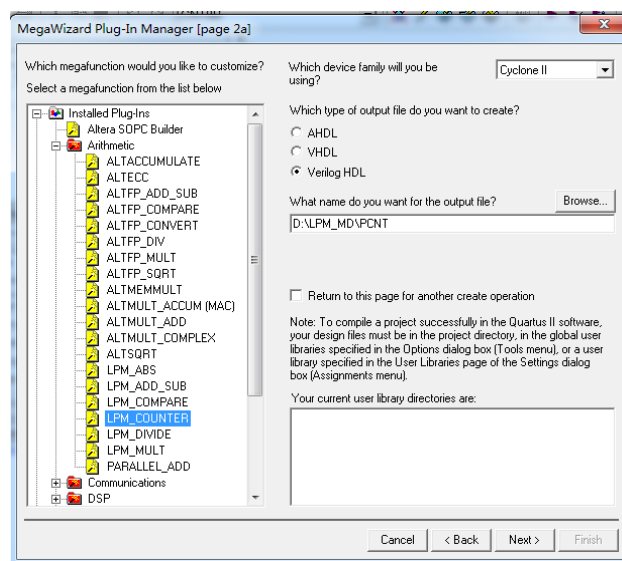 MegaWizard Plug-In Manager [page 2a]
Which megafunction would you like to customize?
Select a megafunction from the list below
Installed Plug-Ins
Altera SOPC Builder
Arithmetic
ALTACCUMULATE
ALTECC
ALTFP_ADD_SUB
ALTFP_COMPARE
ALTFP_CONVERT
ALTFP_DIV
ALTFP_MULT
ALTFP_SQRT
ALTMEMMULT
ALTMULT_ACCUM (MAC)
ALTMULT_ADD
ALTMULT_COMPLEX
ALTSQRT
LPM_ABS
LPM_ADD_SUB
LPM_COMPARE
LPM_COUNTER
LPM_DIVIDE
LPM_MULT
PARALLEL_ADD
Communications
DSP
Which device family will you be
using?
Cyclone II
Which type of output file do you want to create?
AHDL
VHDL
Verilog HDL
What name do you want for the output file?
Browse...
D:\LPM_MD\PCNT
Return to this page for another create operation
Note: To compile a project successfully in the Quartus II software,
your design files must be in the project directory, in the global user
libraries specified in the Options dialog box (Tools menu), or a user
library specified in the User Libraries page of the Settings dialog
box (Assignments menu).
Your current user library directories are:
Cancel
< Back
Next >
Finish